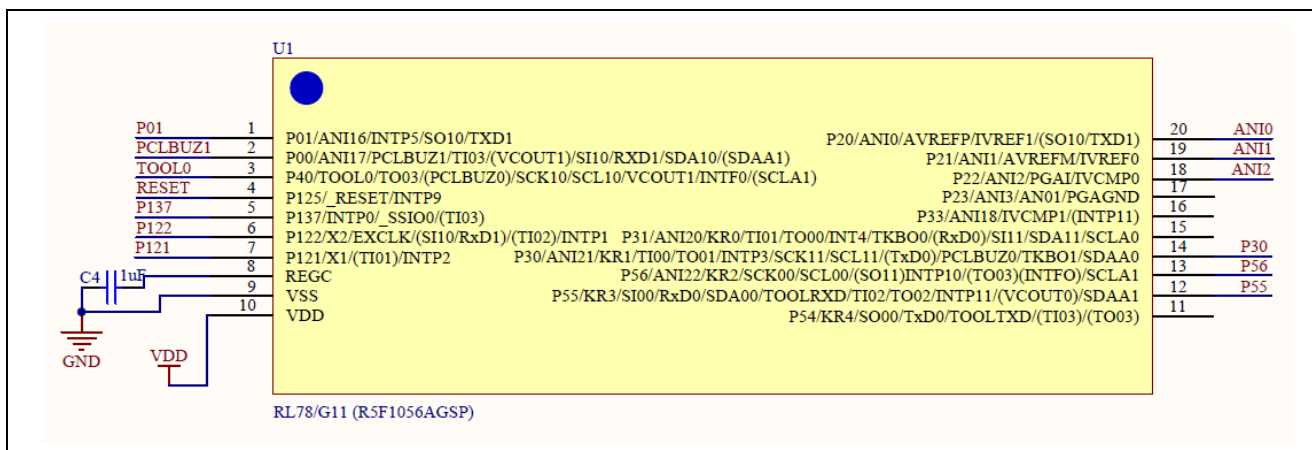 U1
P01 1 P01/ANI16/INTP5/SO10/TXD1 P20/ANI0/AVREFP/IVREF1/(SO10/TXD1) 20 ANI0
PCLBUZ1 2 P00/ANI17/PCLBUZ1/TI03/(VCOUT1)/SI10/RXD1/SDA10/(SDAA1) P21/ANI1/AVREFM/IVREF0 19 ANI1
TOOL0 3 P40/TOOL0/TO03/(PCLBUZ0)/SCK10/SCL10/VCOUT1/INTF0/(SCLA1) P22/ANI2/PGAI/IVCMP0 18 ANI2
RESET 4 P125/_RESET/INTP9 P23/ANI3/AN01/PGAGND 17
P137 5 P137/INTP0/_SSIO0/(TI03) P33/ANI18/IVCMP1/(INTP11) 16
P122 6 P122/X2/EXCLK/(SI10/RxD1)/(TI02)/INTP1 P31/ANI20/KR0/TI01/TO00/INT4/TKBO0/(RxD0)/SI11/SDA11/SCLA0 15
P121 7 P121/X1/(TI01)/INTP2 P30/ANI21/KR1/TI00/TO01/INTP3/SCK11/SCL11/(TxD0)/PCLBUZ0/TKBO1/SDAA0 14 P30
C4 1uF 8 REGC P56/ANI22/KR2/SCK00/SCL00/(SO11)INTP10/(TO03)(INTFO)/SCLA1 13 P56
9 VSS P55/KR3/SI00/RxD0/SDA00/TOOLRXD/TI02/TO02/INTP11/(VCOUT0)/SDAA1 12 P55
10 VDD P54/KR4/SO00/TxD0/TOOLTXD/(TI03)/(TO03) 11
GND VDD
RL78/G11 (R5F1056AGSP)